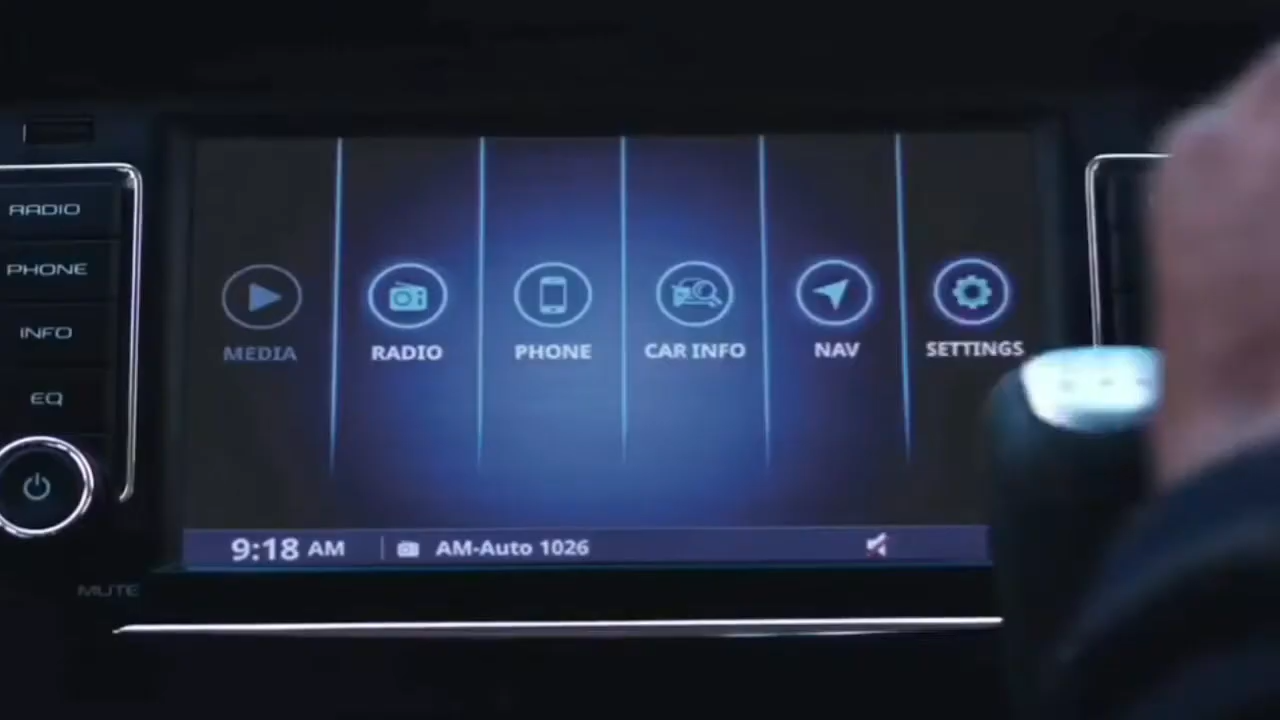 RADIO
PHONE
INFO
EQ
MUTE
MEDIA
RADIO
PHONE
CAR INFO
NAV
SETTINGS
9:18 AM
AM-Auto 1026